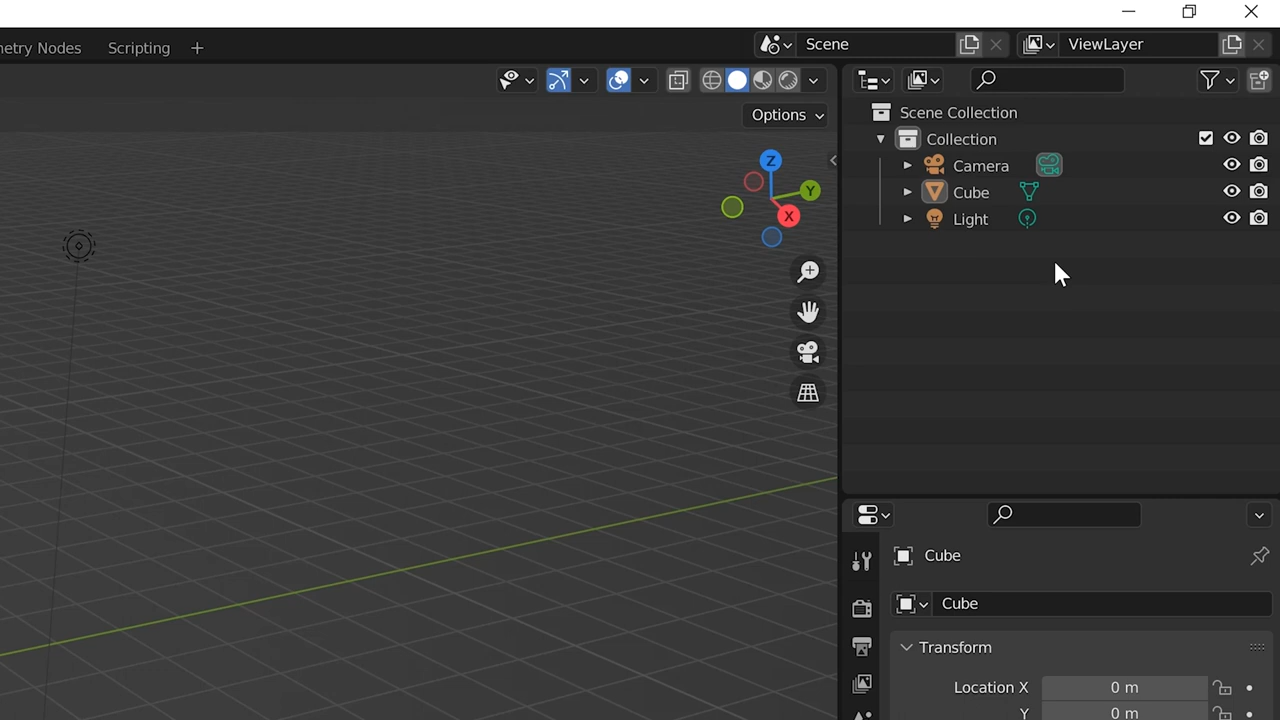 etry Nodes Scripting + Scene ViewLayer
Options
Scene Collection
Collection
Camera
Cube
Light
Z
Y
X
Cube
Cube
Transform
Location X 0 m
Y 0 m